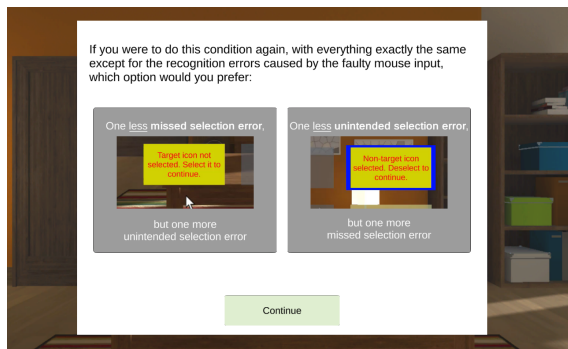 If you were to do this condition again, with everything exactly the same
except for the recognition errors caused by the faulty mouse input,
which option would you prefer:
One less missed selection error,
Target icon not
selected. Select it to
continue.
but one more
unintended selection error
One less unintended selection error,
Non-target icon
selected. Deselect to
continue.
but one more
missed selection error
Continue